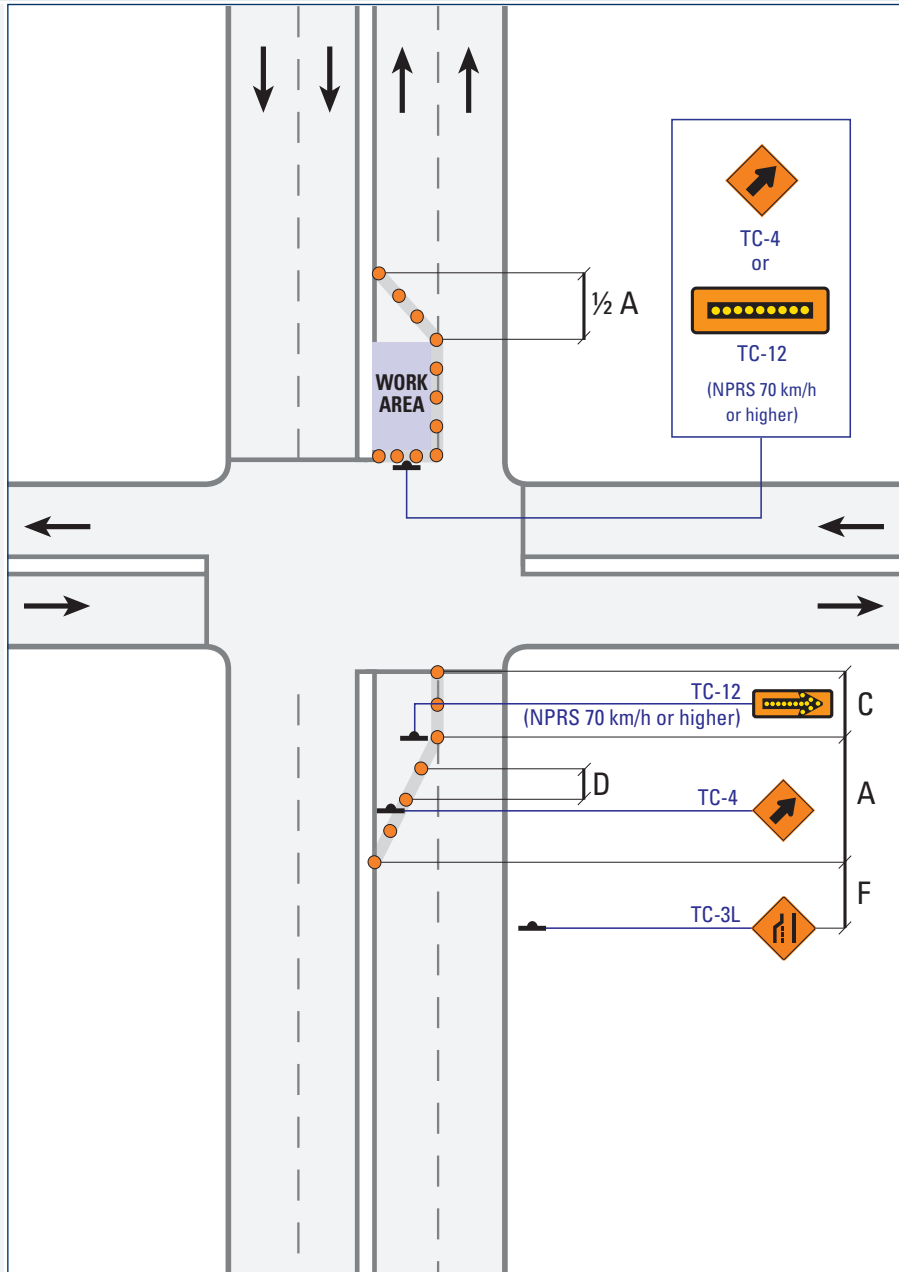 TC-4
or
TC-12
(NPRS 70 km/h
or higher)
½ A
WORK
AREA
TC-12
(NPRS 70 km/h or higher)
C
D
TC-4
A
TC-3L
F